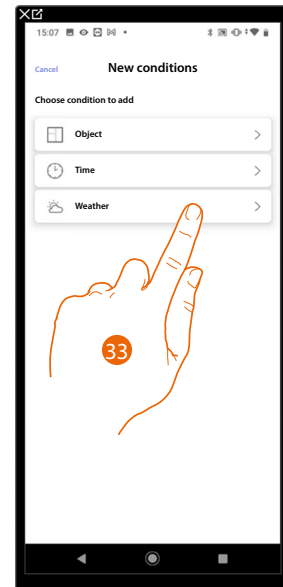 15:07
Cancel
New conditions
Choose condition to add
Object
Time
Weather
33